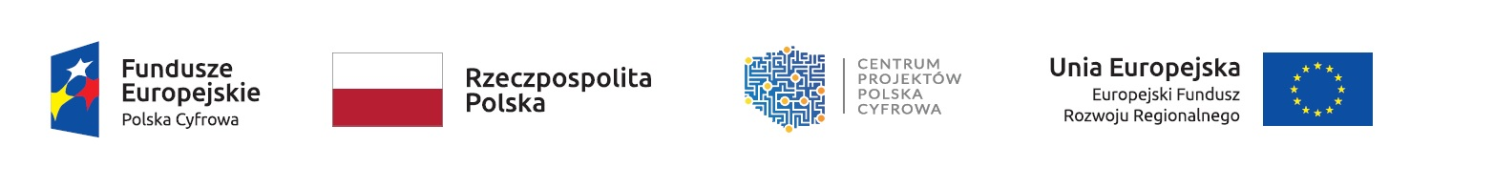 Fundusze
Europejskie
Polska Cyfrowa
Rzeczpospolita
Polska
CENTRUM
PROJEKTÓW
POLSKA
CYFROWA
Unia Europejska
Europejski Fundusz
Rozwoju Regionalnego